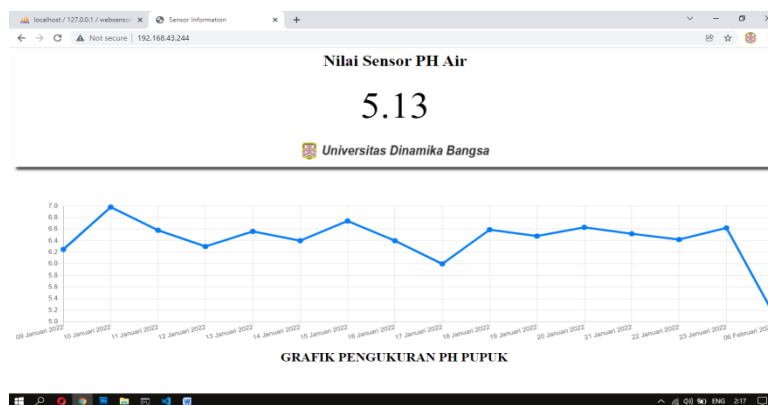 localhost / 127.0.0.1 / websensor
Sensor Information
Not secure | 192.168.43.244
Nilai Sensor PH Air
5.13
Universitas Dinamika Bangsa
7.0
6.8
6.6
6.4
6.2
6.0
5.8
5.6
5.4
5.2
5.0
09 Januari 2022
10 Januari 2022
11 Januari 2022
12 Januari 2022
13 Januari 2022
14 Januari 2022
15 Januari 2022
16 Januari 2022
17 Januari 2022
18 Januari 2022
19 Januari 2022
20 Januari 2022
21 Januari 2022
22 Januari 2022
23 Januari 2022
06 Februari 202
GRAFIK PENGUKURAN PH PUPUK
ENG 2:17